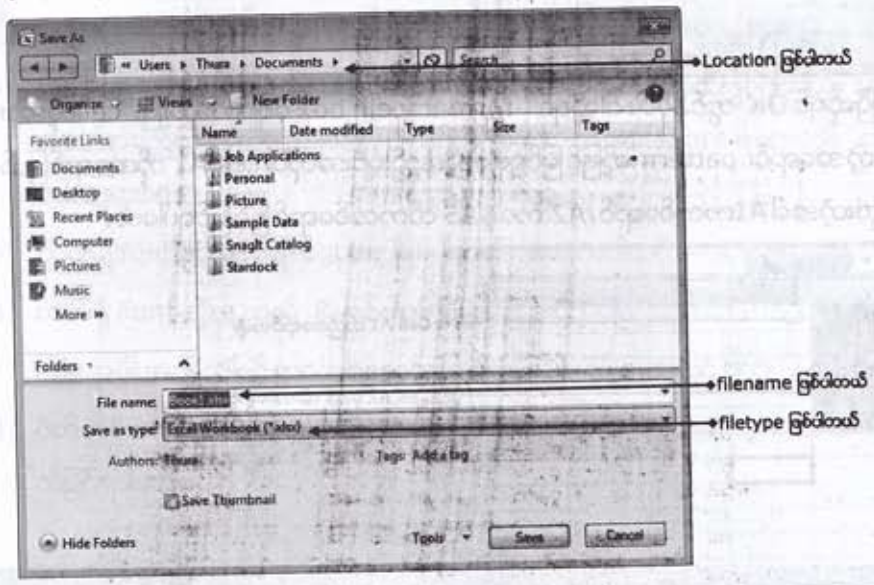 Save As
« Users ▸ Thura ▸ Documents ▸ Search
Location ဖြစ်ပါတယ်
Organize Views New Folder
Favorite Links
Name Date modified Type Size Tags
Documents
Desktop
Recent Places
Computer
Pictures
Music
More »
Job Applications
Personal
Picture
Sample Data
SnagIt Catalog
Stardock
Folders
File name: Book1.xlsx
filename ဖြစ်ပါတယ်
Save as type: Excel Workbook (*.xlsx)
filetype ဖြစ်ပါတယ်
Authors: Thura Tags: Add a tag
Save Thumbnail
Hide Folders Tools Save Cancel